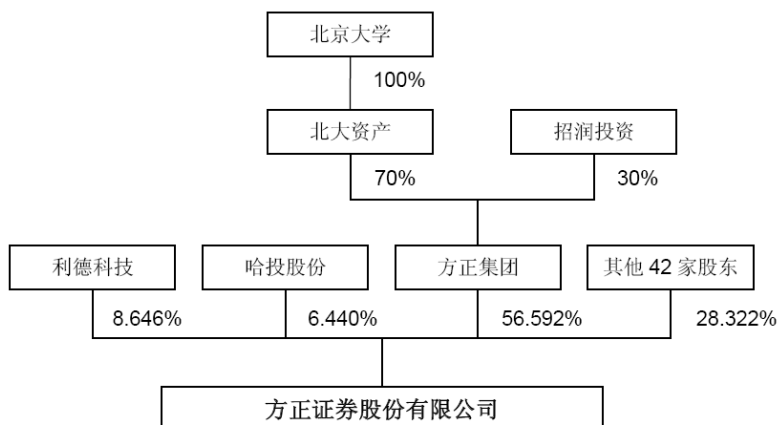 北京大学
100%
北大资产
招润投资
70%
30%
利德科技
哈投股份
方正集团
其他 42 家股东
8.646%
6.440%
56.592%
28.322%
方正证券股份有限公司